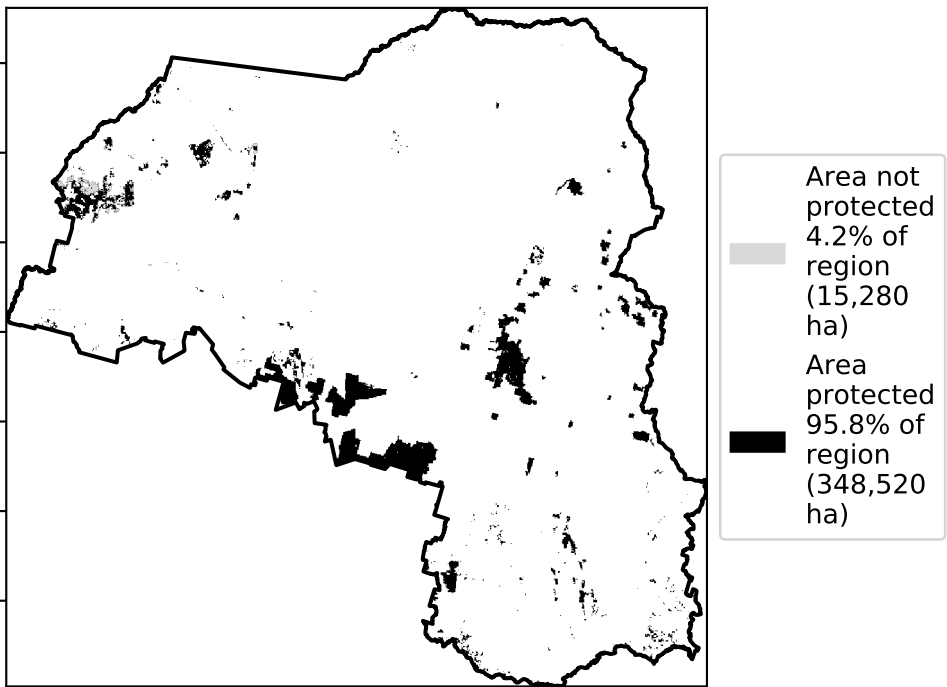 Area not
protected
4.2% of
region
(15,280
ha)
Area
protected
95.8% of
region
(348,520
ha)